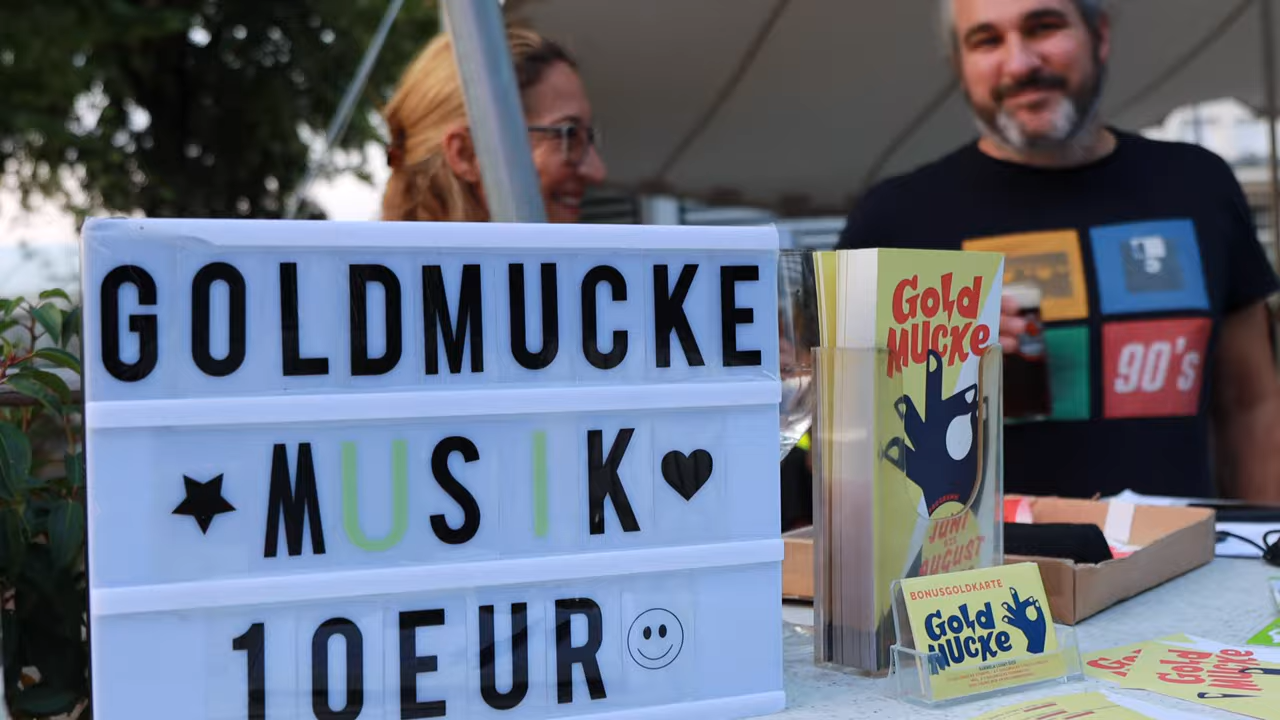 GOLDMUCKE
MUSIK
10EUR
Gold
MUCKe
JUNI
BIS
AUGUST
BONUSGOLDKARTE
Gold
MUCKe
90's
Gold
MUCKe